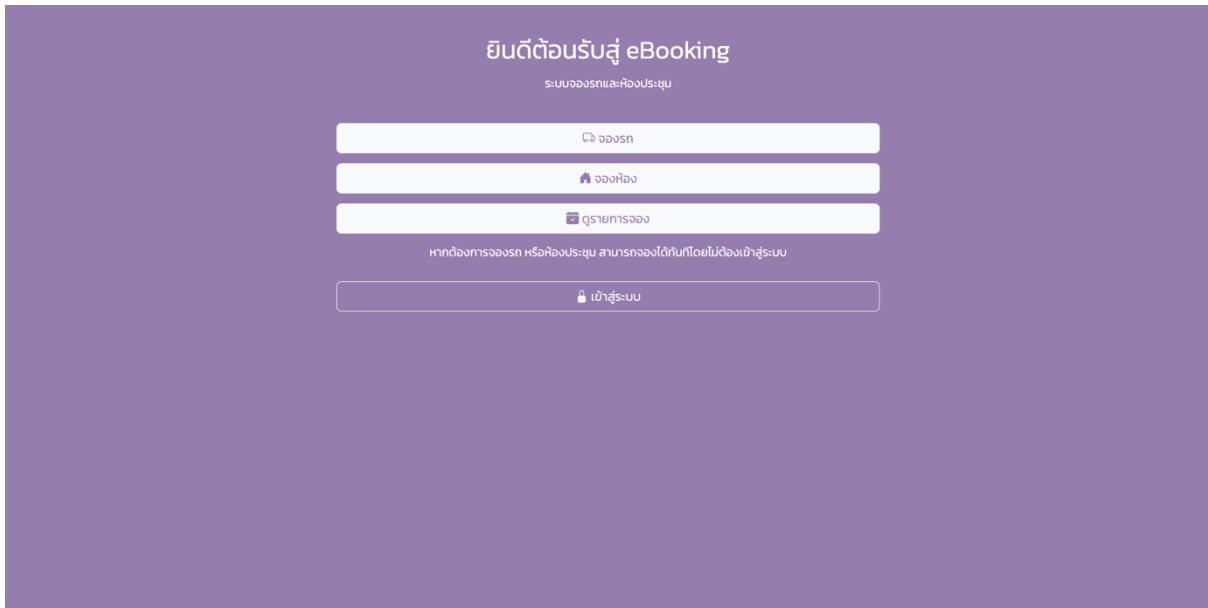 ยินดีต้อนรับสู่ eBooking
ระบบจองรถและห้องประชุม
จองรถ
จองห้อง
ดูรายการจอง
หากต้องการจองรถ หรือห้องประชุม สามารถจองได้ทันทีโดยไม่ต้องเข้าสู่ระบบ
เข้าสู่ระบบ